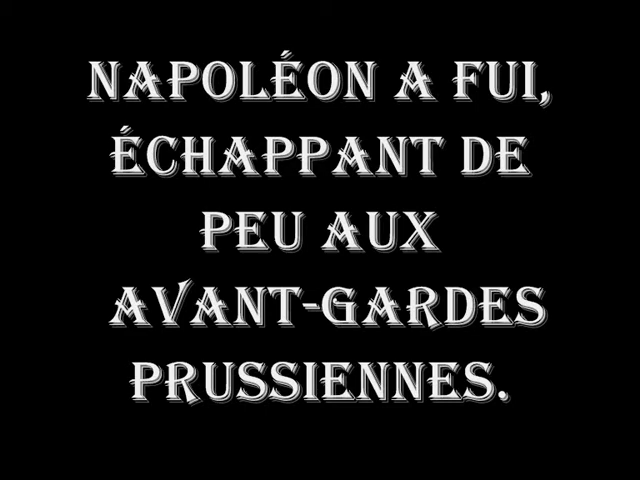 NAPOLÉON A FUI,
ÉCHAPPANT DE
PEU AUX
AVANT-GARDES
PRUSSIENNES.